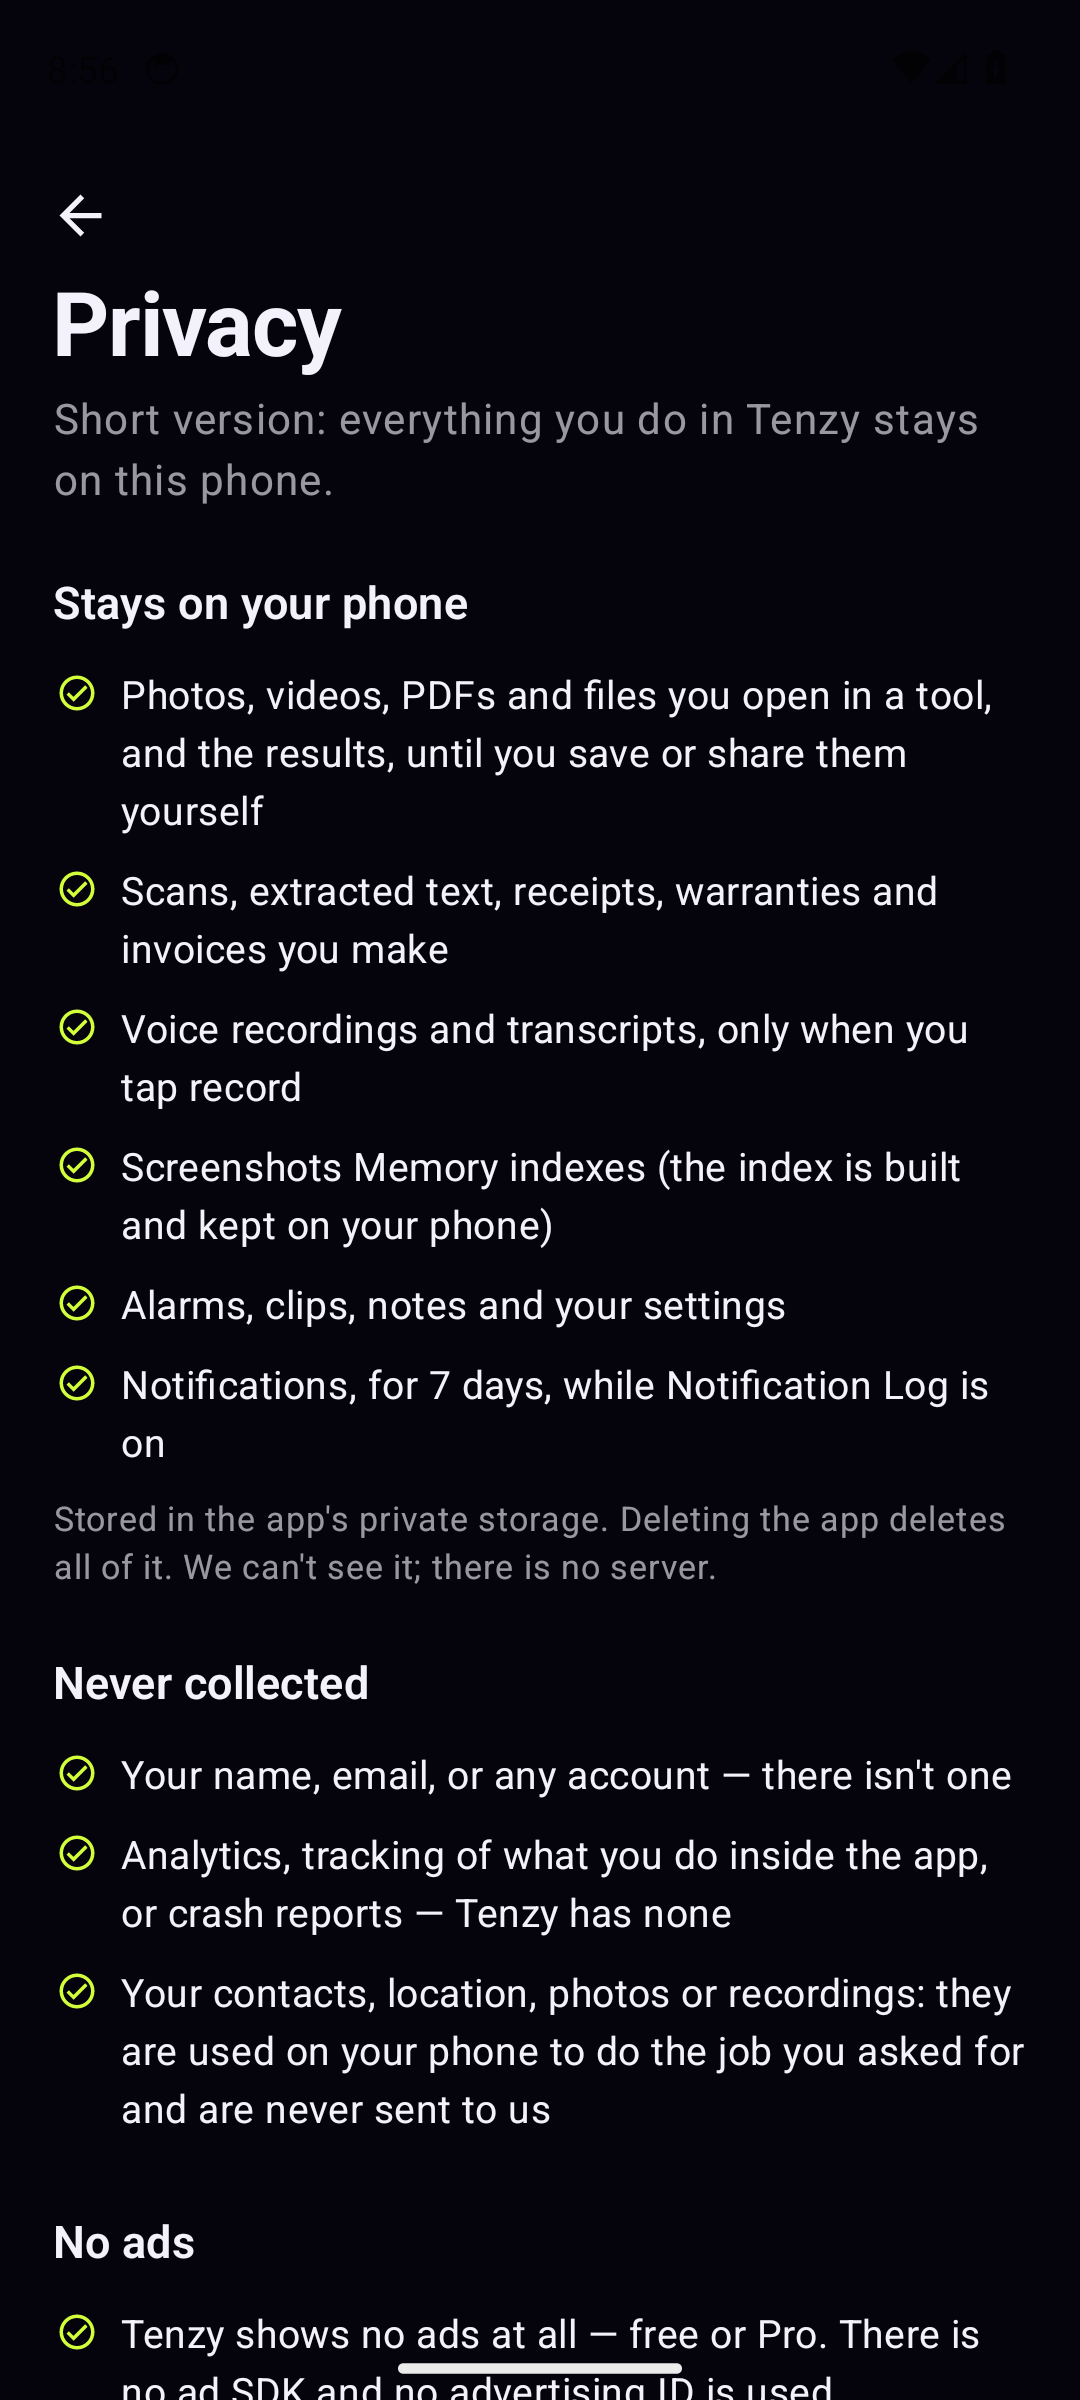 8:56
Privacy
Short version: everything you do in Tenzy stays
on this phone.
Stays on your phone
Photos, videos, PDFs and files you open in a tool,
and the results, until you save or share them
yourself
Scans, extracted text, receipts, warranties and
invoices you make
Voice recordings and transcripts, only when you
tap record
Screenshots Memory indexes (the index is built
and kept on your phone)
Alarms, clips, notes and your settings
Notifications, for 7 days, while Notification Log is
on
Stored in the app's private storage. Deleting the app deletes
all of it. We can't see it; there is no server.
Never collected
Your name, email, or any account — there isn't one
Analytics, tracking of what you do inside the app,
or crash reports — Tenzy has none
Your contacts, location, photos or recordings: they
are used on your phone to do the job you asked for
and are never sent to us
No ads
Tenzy shows no ads at all — free or Pro. There is
no ad SDK and no advertising ID is used